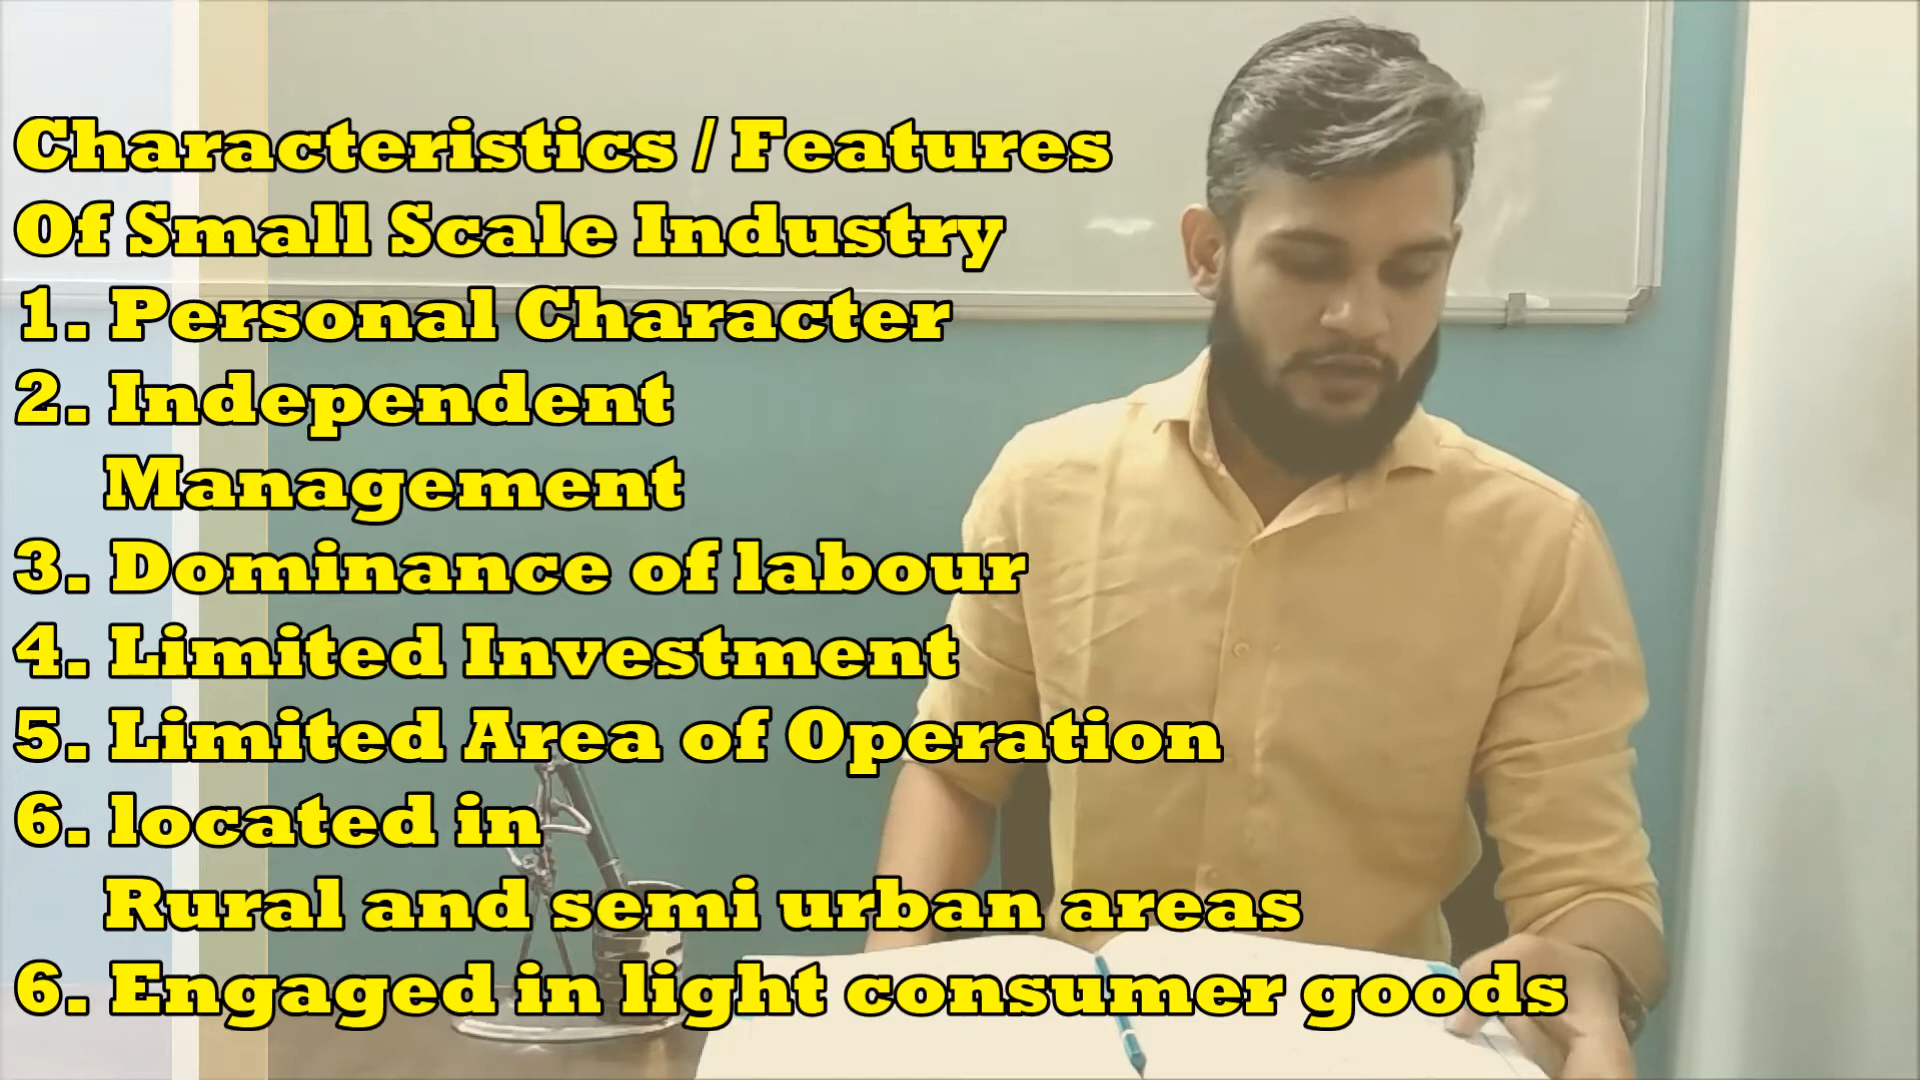 Characteristics / Features
Of Small Scale Industry
1. Personal Character
2. Independent
Management
3. Dominance of labour
4. Limited Investment
5. Limited Area of Operation
6. located in
Rural and semi urban areas
6. Engaged in light consumer goods